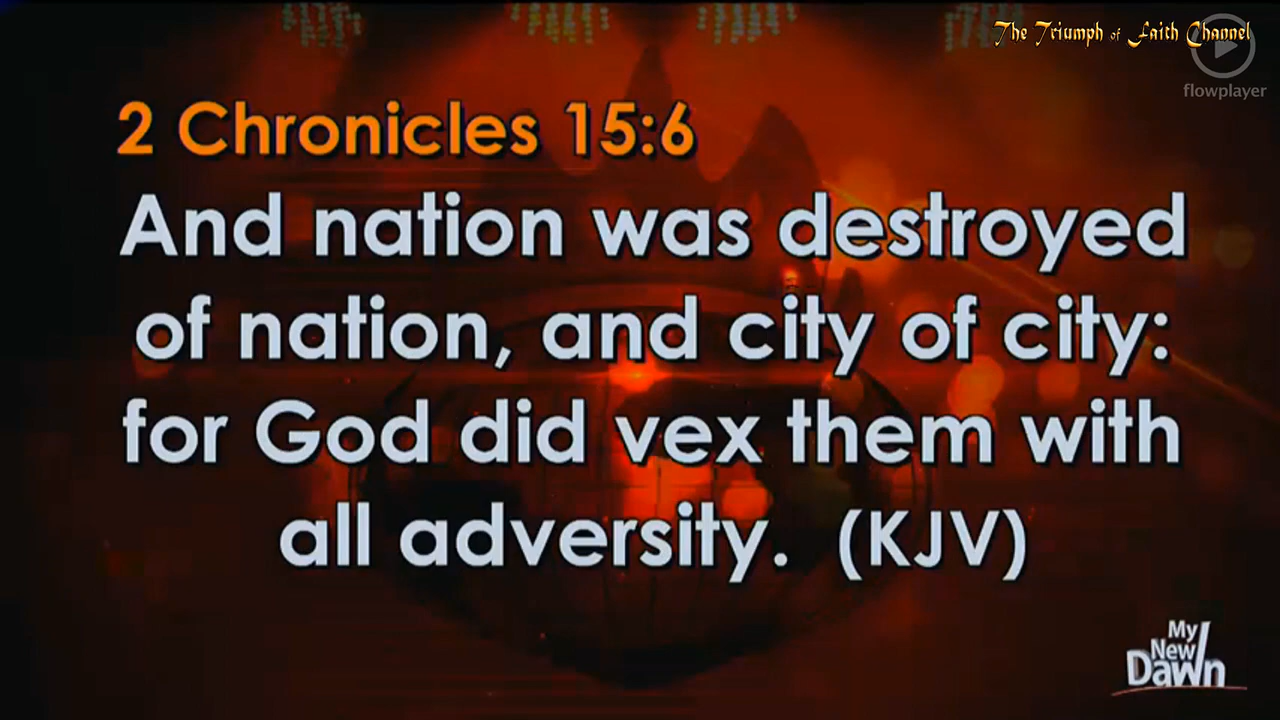 The Triumph of Faith Channel
flowplayer
2 Chronicles 15:6
And nation was destroyed
of nation, and city of city:
for God did vex them with
all adversity. (KJV)
My
New
Dawn